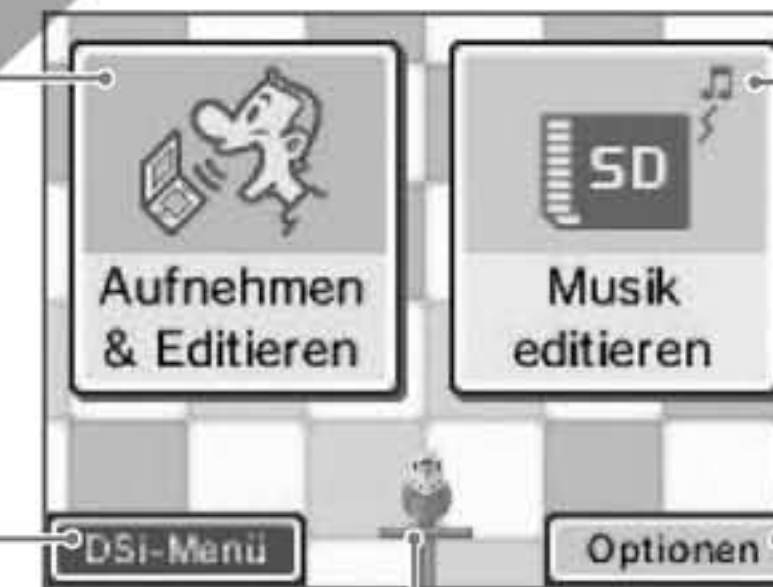 SD
Aufnehmen
& Editieren
Musik
editieren
DSi-Menü
Optionen